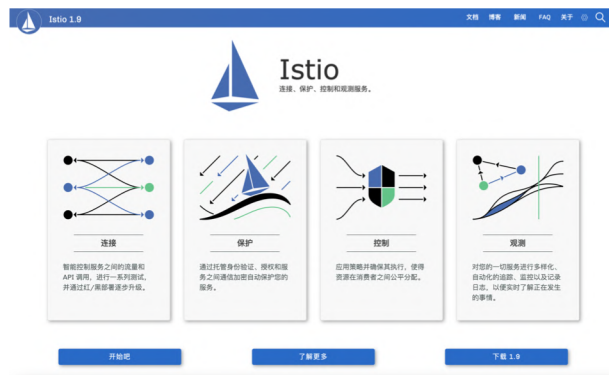 Istio 1.9
文档 博客 新闻 FAQ 关于
Istio
连接、保护、控制和观测服务。
连接
智能控制服务之间的流量和
API 调用，进行一系列测试，
并通过红/黑部署逐步升级。
保护
通过托管身份验证、授权和服
务之间通信加密自动保护您的
服务。
控制
应用策略并确保其执行，使得
资源在消费者之间公平分配。
观测
对您的一切服务进行多样化、
自动化的追踪、监控以及记录
日志，以便实时了解正在发生
的事情。
开始吧
了解更多
下载 1.9